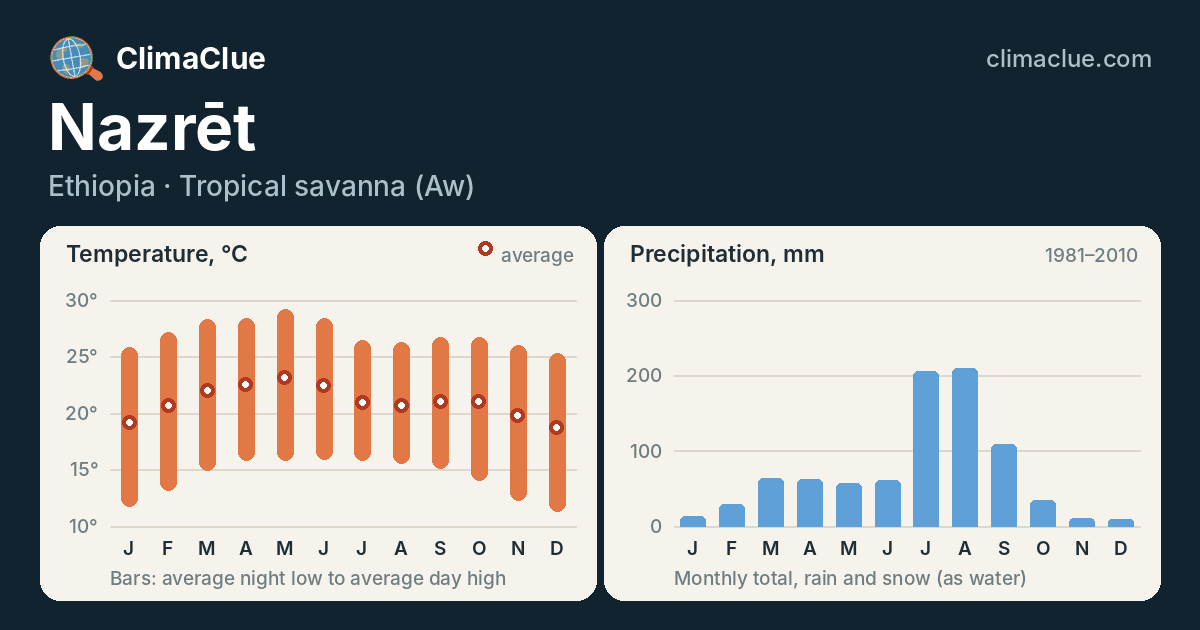 ClimaClue
climaclue.com
Nazrēt
Ethiopia · Tropical savanna (Aw)
Temperature, °C
average
30°
25°
20°
15°
10°
J F M A M J J A S O N D
Bars: average night low to average day high
Precipitation, mm
1981–2010
300
200
100
0
J F M A M J J A S O N D
Monthly total, rain and snow (as water)